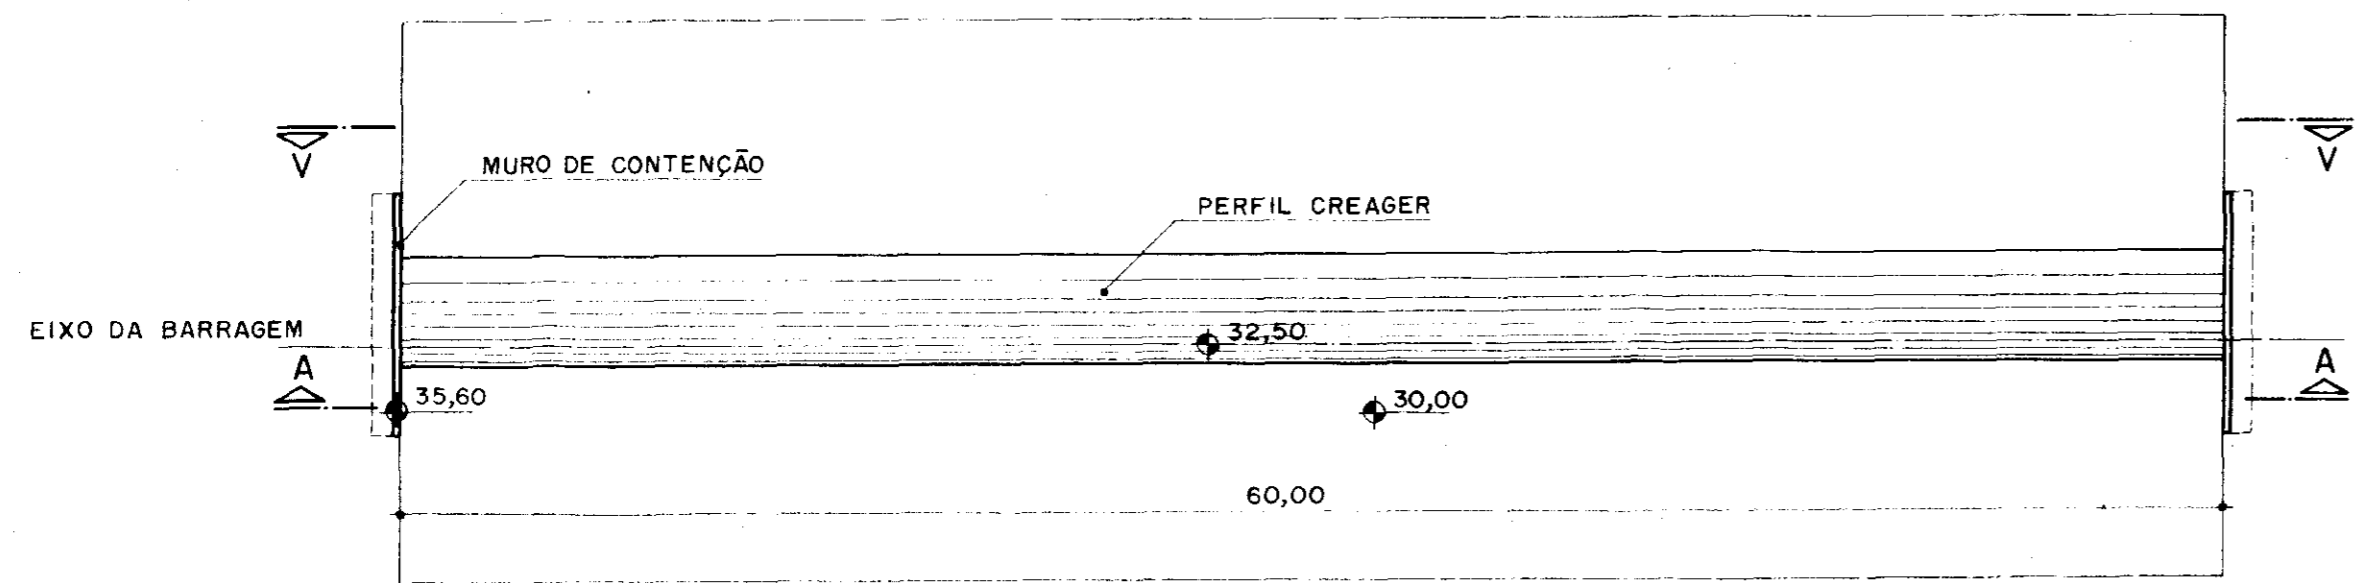 V
V
MURO DE CONTENÇÃO
PERFIL CREAGER
EIXO DA BARRAGEM
32,50
A
A
35,60
30,00
60,00